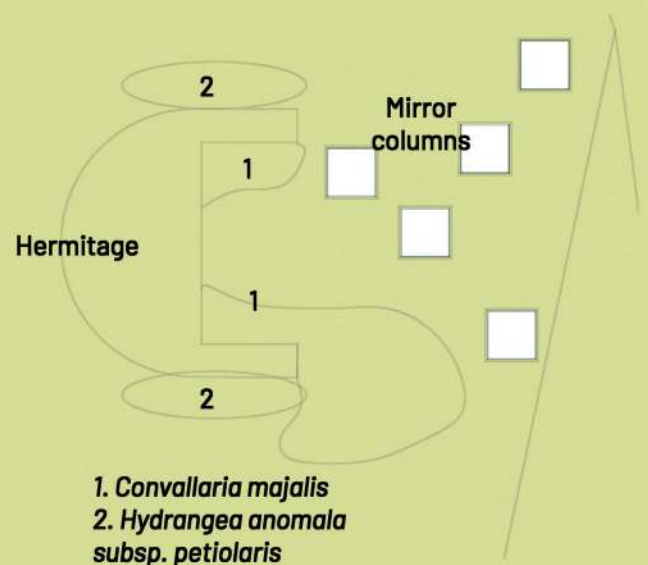 2
Mirror
columns
1
Hermitage
1
2
1. Convallaria majalis
2. Hydrangea anomala
subsp. petiolaris